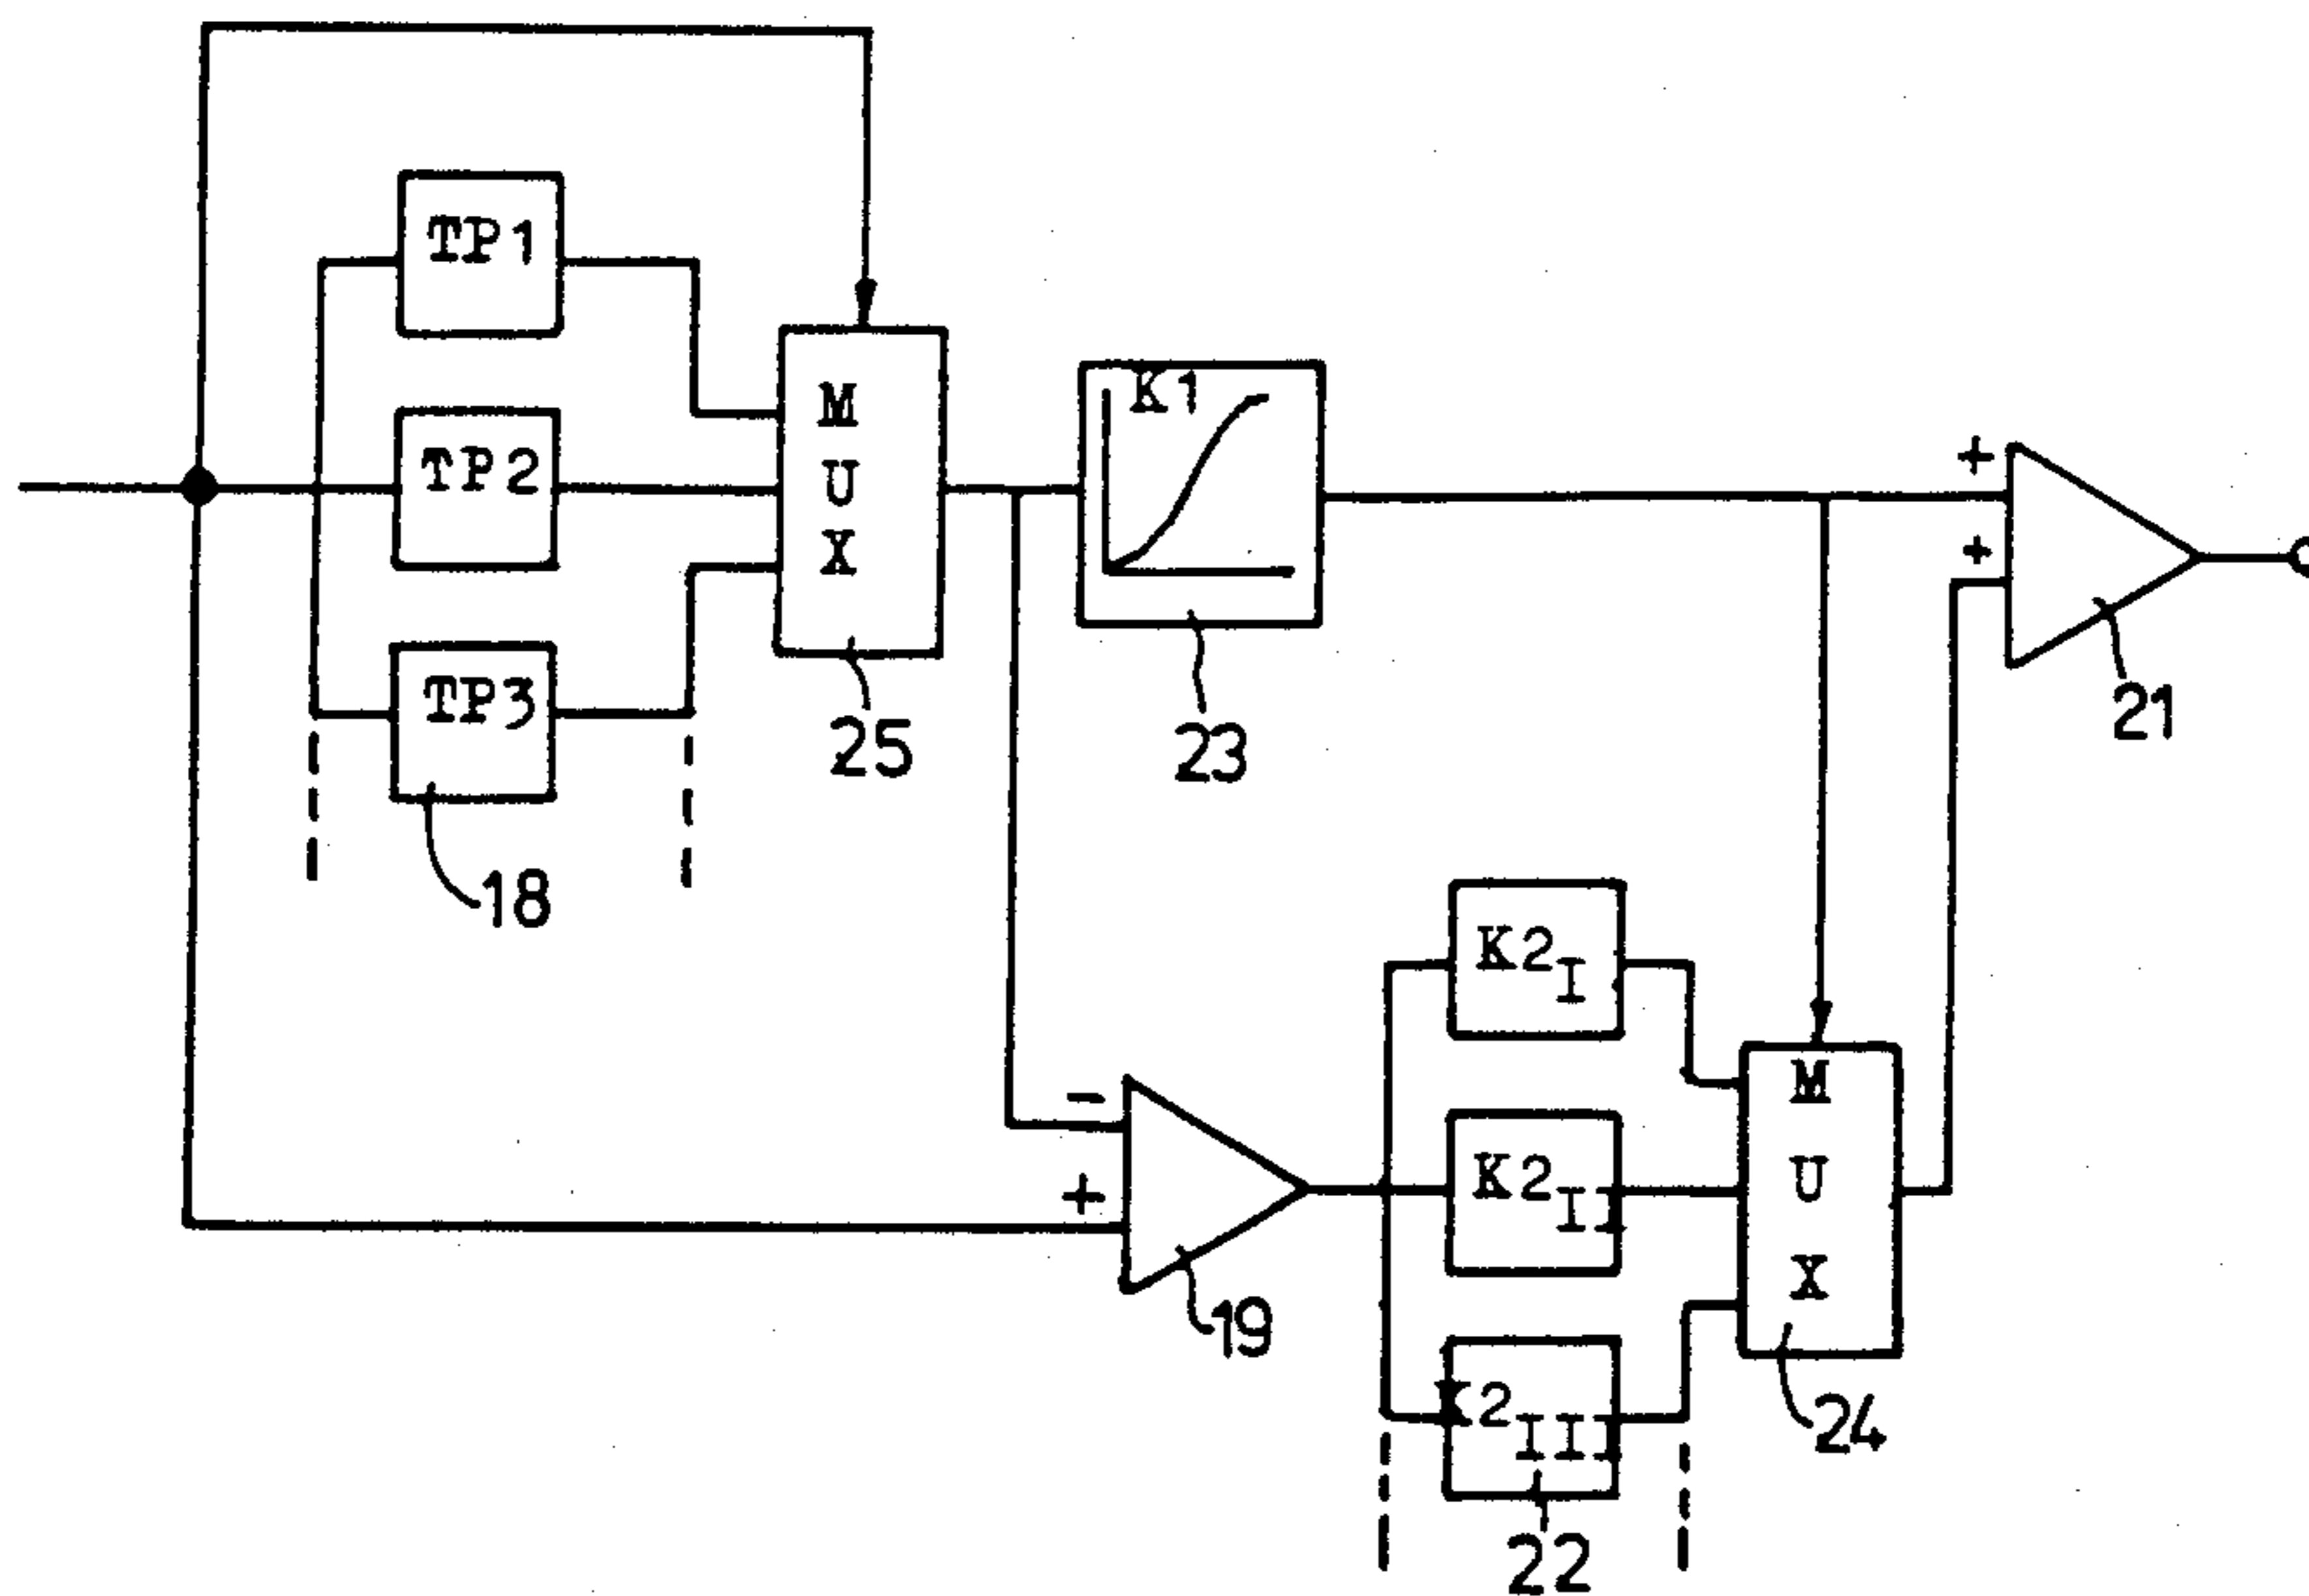 TP1
TP2
TP3
18
M
U
X
25
K1
23
+
+
21
-
+
19
K2I
K2II
K2III
22
M
U
X
24